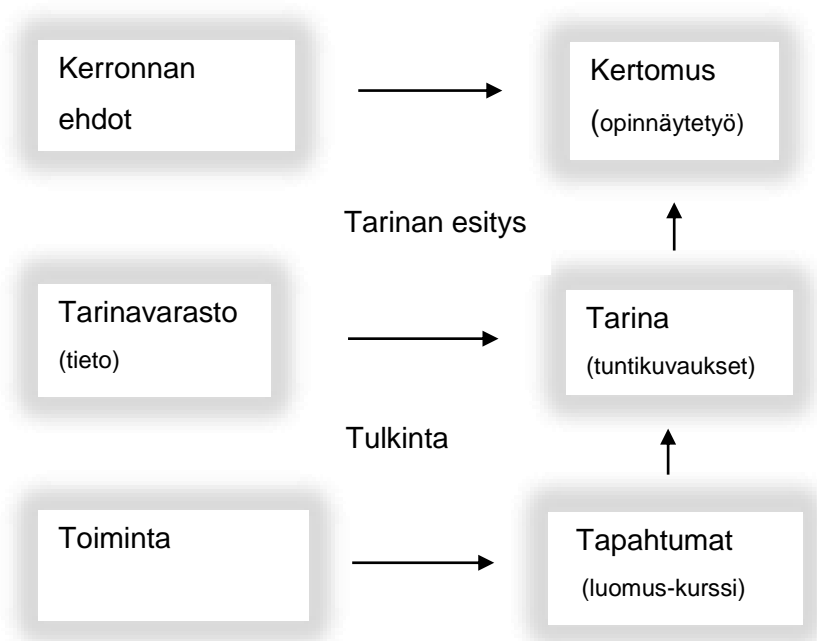 Kerronnan
ehdot
Kertomus
(opinnäytetyö)
Tarinan esitys
Tarinavarasto
(tieto)
Tarina
(tuntikuvaukset)
Tulkinta
Toiminta
Tapahtumat
(luomus-kurssi)